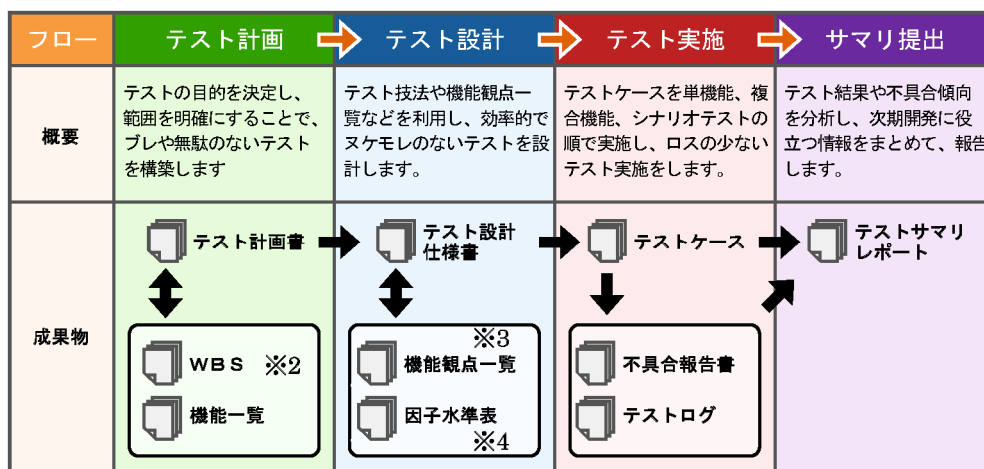 フロー
テスト計画
テスト設計
テスト実施
サマリ提出
概要
テストの目的を決定し、
範囲を明確にすることで、
ブレや無駄のないテスト
を構築します
テスト技法や機能観点一
覧などを利用し、効率的で
ヌケモレのないテストを設
計します。
テストケースを単機能、複
合機能、シナリオテストの
順で実施し、ロスの少ない
テスト実施をします。
テスト結果や不具合傾向
を分析し、次期開発に役
立つ情報をまとめて、報告
します。
成果物
テスト計画書
WBS ※2
機能一覧
テスト設計
仕様書
※3
機能観点一覧
因子水準表
※4
テストケース
不具合報告書
テストログ
テストサマリ
レポート